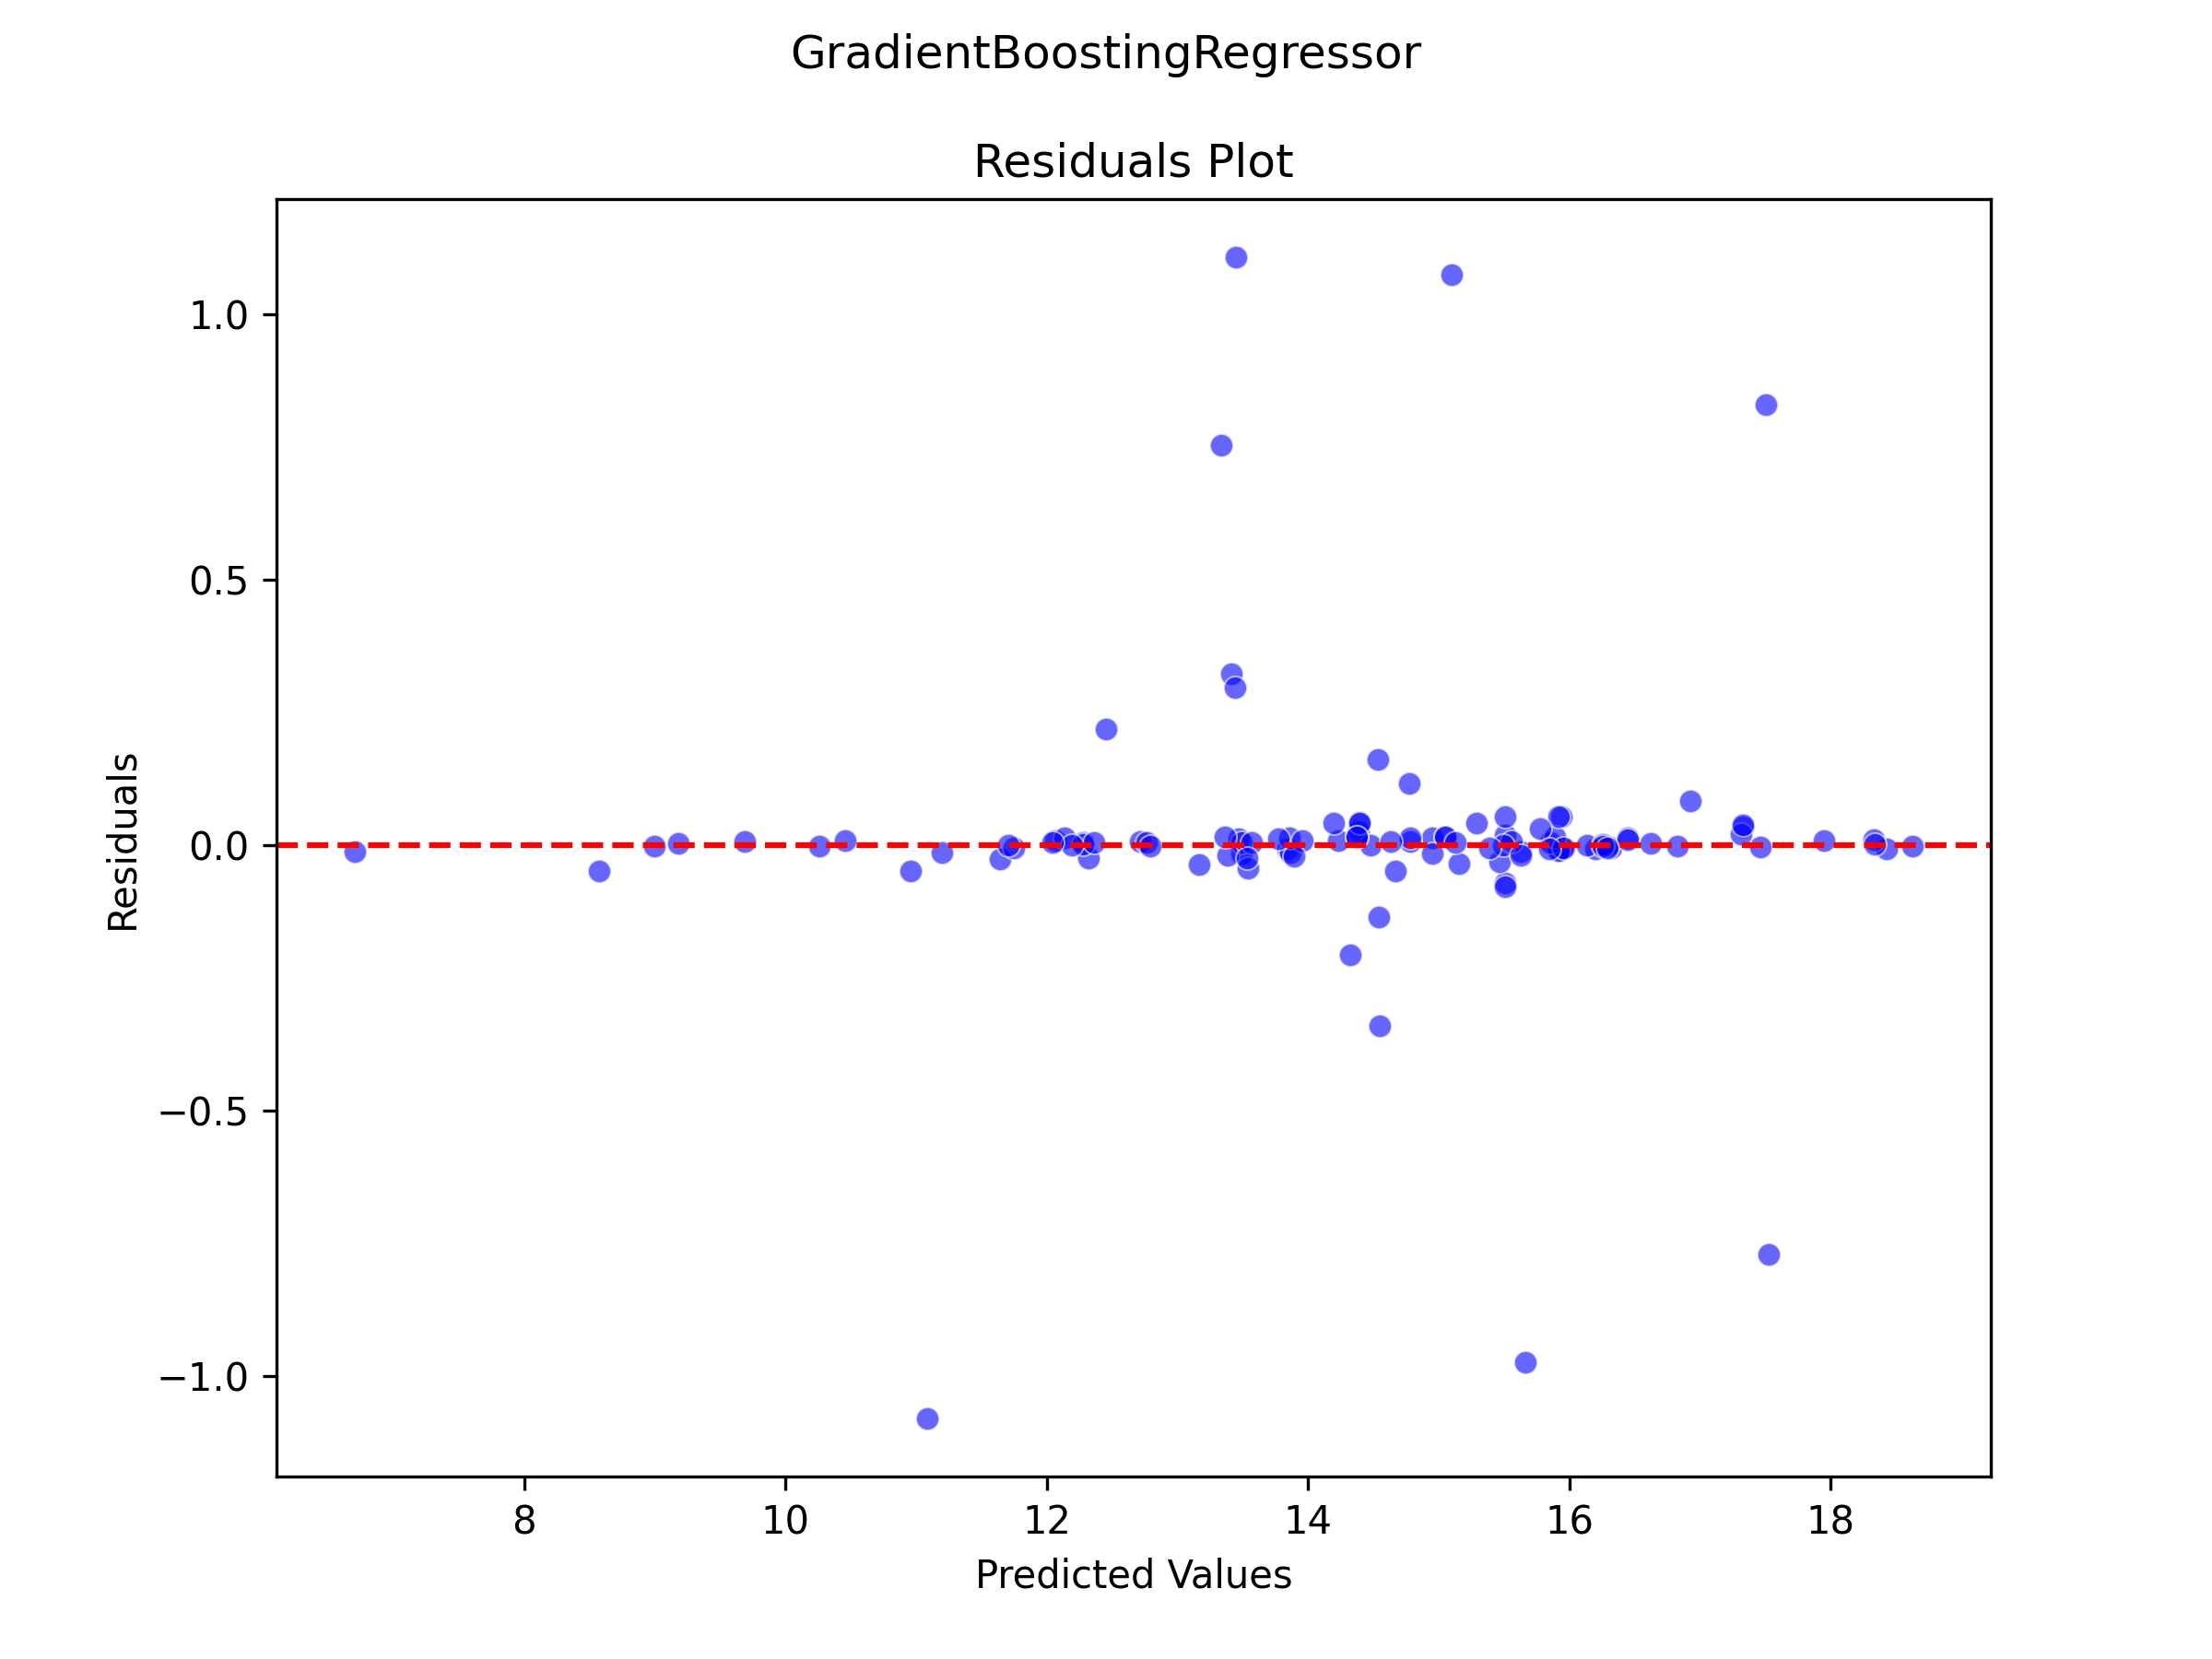 GradientBoostingRegressor
Residuals Plot
1.0
0.5
0.0
−0.5
−1.0
Residuals
8 10 12 14 16 18
Predicted Values